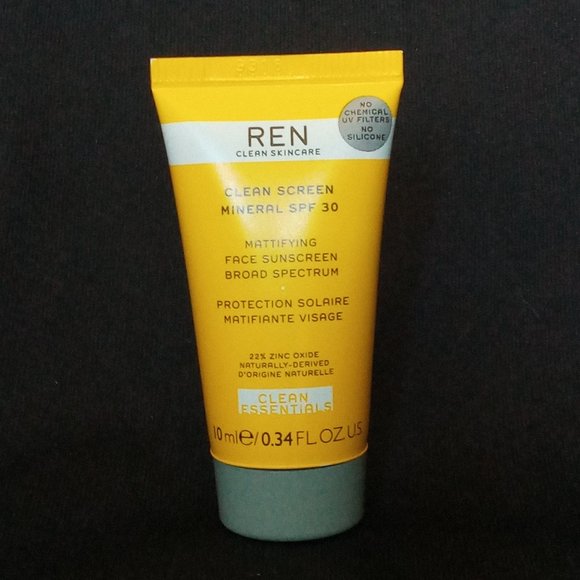 NO
CHEMICAL
UV FILTERS
NO
SILICONE
REN
CLEAN SKINCARE
CLEAN SCREEN
MINERAL SPF 30
MATTIFYING
FACE SUNSCREEN
BROAD SPECTRUM
PROTECTION SOLAIRE
MATIFIANTE VISAGE
22% ZINC OXIDE
NATURALLY-DERIVED
D'ORIGINE NATURELLE
CLEAN
ESSENTIALS
10 ml℮/0.34 FL.OZ.U.S.